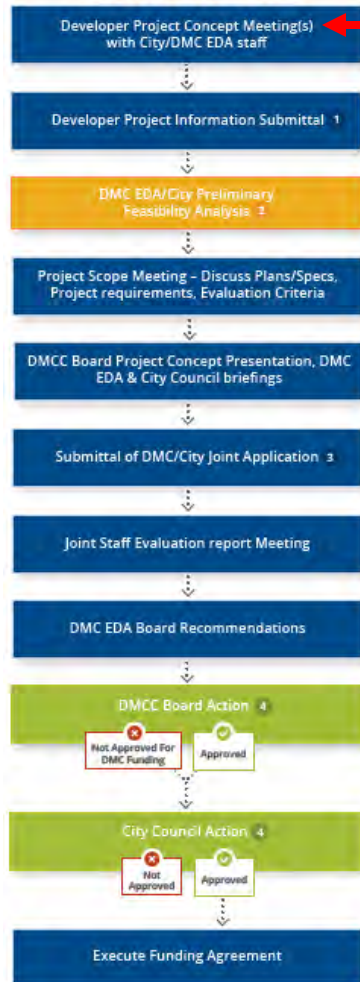 Developer Project Concept Meeting(s)
with City/DMC EDA staff
Developer Project Information Submittal 1
DMC EDA/City Preliminary
Feasibility Analysis 2
Project Scope Meeting – Discuss Plans/Specs,
Project requirements, Evaluation Criteria
DMCC Board Project Concept Presentation, DMC
EDA & City Council briefings
Submittal of DMC/City Joint Application 3
Joint Staff Evaluation report Meeting
DMC EDA Board Recommendations
DMCC Board Action 4
Not Approved For
DMC Funding
Approved
City Council Action 4
Not
Approved
Approved
Execute Funding Agreement